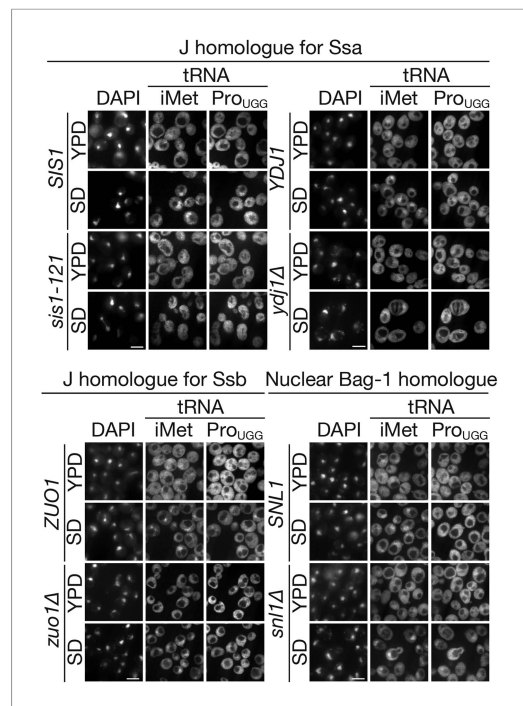 J homologue for Ssa
tRNA
DAPI iMet ProUGG
SIS1
YPD
SD
sis1-121
YPD
SD
tRNA
iMet ProUGG
YDJ1
YPD
SD
ydj1Δ
YPD
SD
J homologue for Ssb
tRNA
DAPI iMet ProUGG
ZUO1
YPD
SD
zuo1Δ
YPD
SD
Nuclear Bag-1 homologue
tRNA
DAPI iMet ProUGG
SNL1
YPD
SD
snl1Δ
YPD
SD